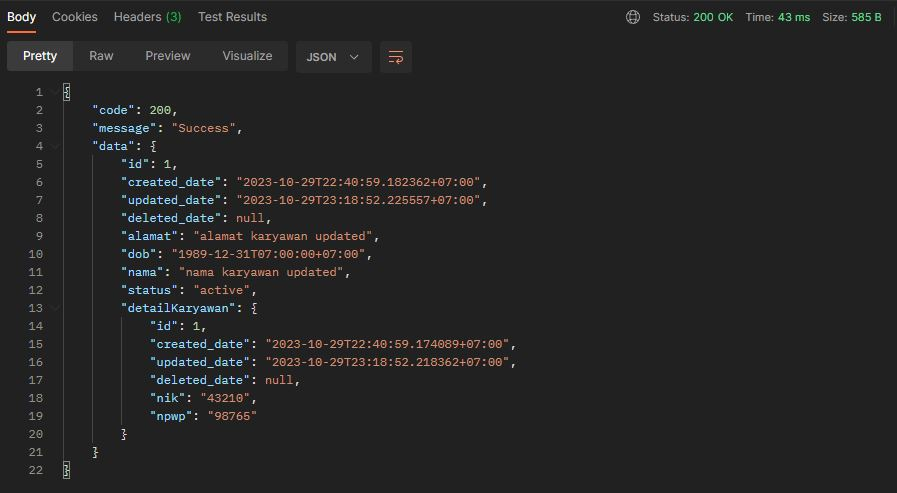 Body Cookies Headers (3) Test Results Status: 200 OK Time: 43 ms Size: 585 B
Pretty Raw Preview Visualize JSON
1 {
2 "code": 200,
3 "message": "Success",
4 "data": {
5 "id": 1,
6 "created_date": "2023-10-29T22:40:59.182362+07:00",
7 "updated_date": "2023-10-29T23:18:52.225557+07:00",
8 "deleted_date": null,
9 "alamat": "alamat karyawan updated",
10 "dob": "1989-12-31T07:00:00+07:00",
11 "nama": "nama karyawan updated",
12 "status": "active",
13 "detailKaryawan": {
14 "id": 1,
15 "created_date": "2023-10-29T22:40:59.174089+07:00",
16 "updated_date": "2023-10-29T23:18:52.218362+07:00",
17 "deleted_date": null,
18 "nik": "43210",
19 "npwp": "98765"
20 }
21 }
22 }